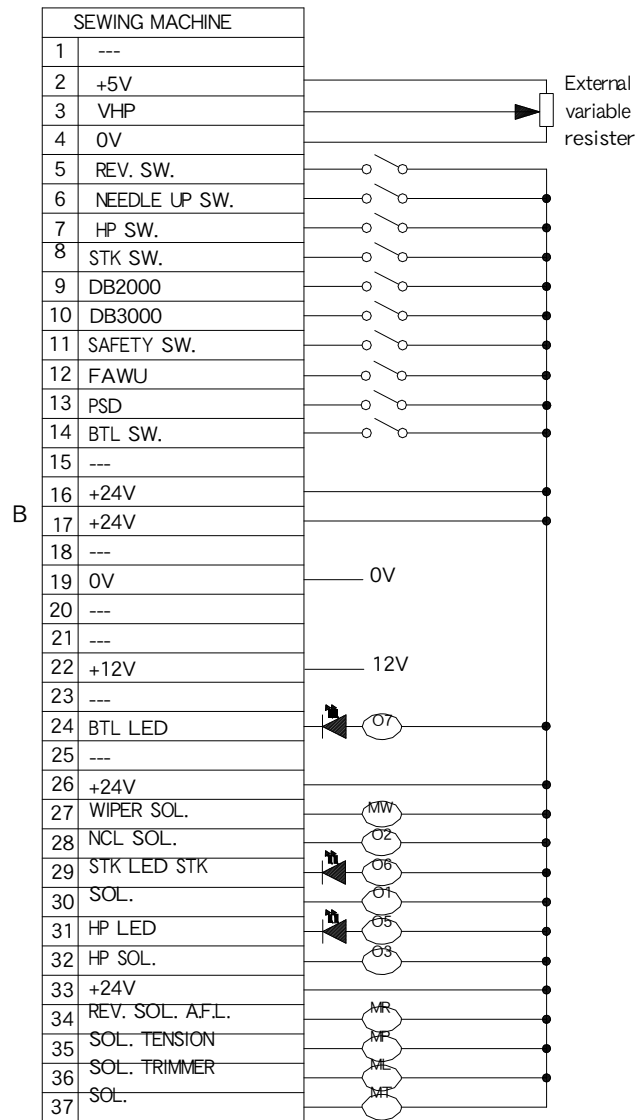 SEWING MACHINE
1 ---
2 +5V
External
3 VHP
variable
4 0V
resister
5 REV. SW.
6 NEEDLE UP SW.
7 HP SW.
8 STK SW.
9 DB2000
10 DB3000
11 SAFETY SW.
12 FAWU
13 PSD
14 BTL SW.
15 ---
16 +24V
B
17 +24V
18 ---
19 0V 0V
20 ---
21 ---
22 +12V 12V
23 ---
24 BTL LED O7
25 ---
26 +24V
27 WIPER SOL. MW
28 NCL SOL. O2
29 STK LED STK O6
30 SOL. O1
31 HP LED O5
32 HP SOL. O3
33 +24V
34 REV. SOL. A.F.L. MR
35 SOL. TENSION MP
36 SOL. TRIMMER ML
37 SOL. MT